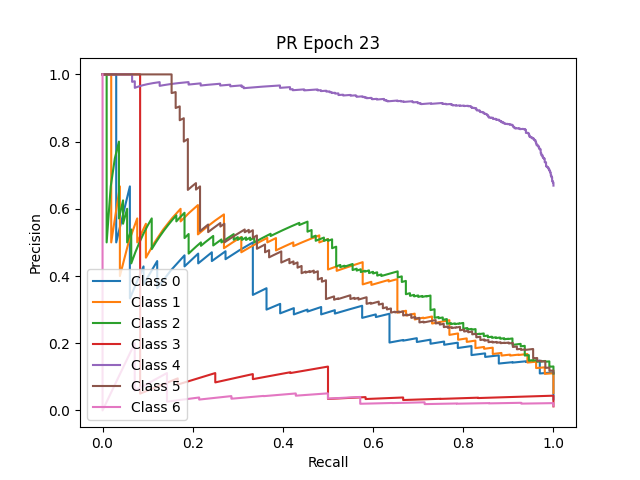 PR Epoch 23
Precision
1.0
0.8
0.6
0.4
0.2
0.0
Class 0
Class 1
Class 2
Class 3
Class 4
Class 5
Class 6
0.0 0.2 0.4 0.6 0.8 1.0
Recall